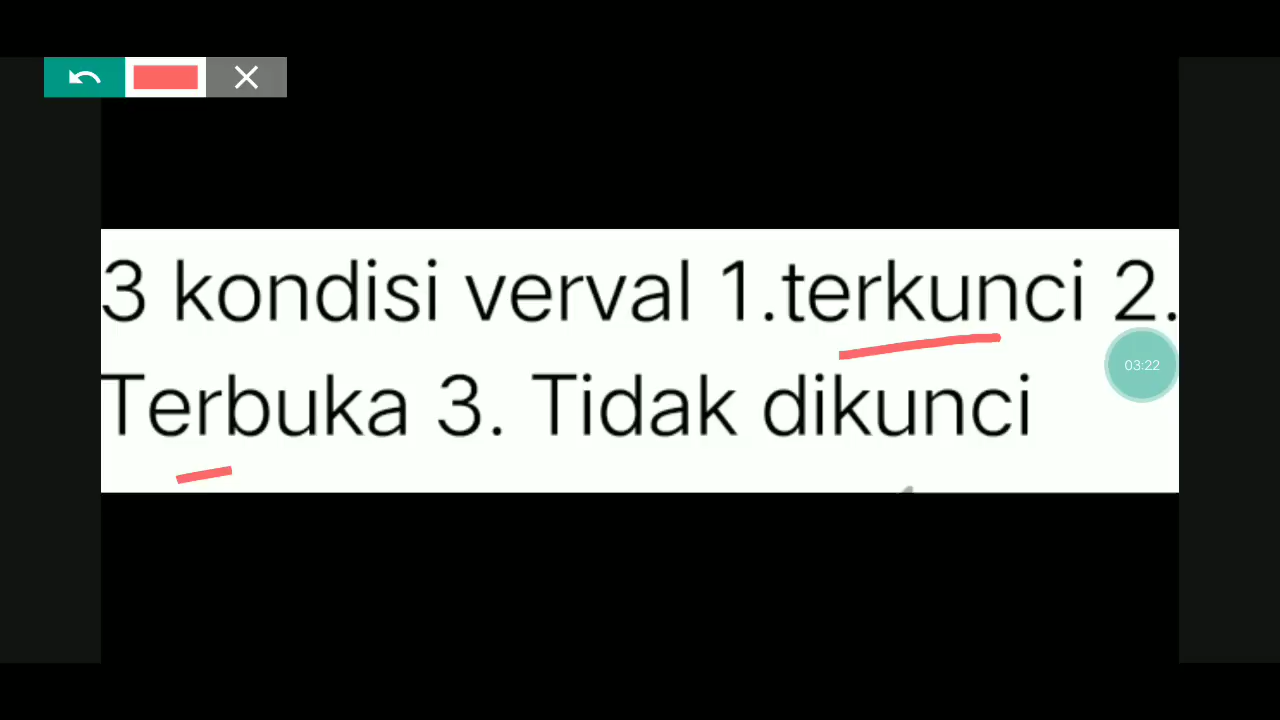 3 kondisi verval 1.terkunci 2.
03:22
Terbuka 3. Tidak dikunci